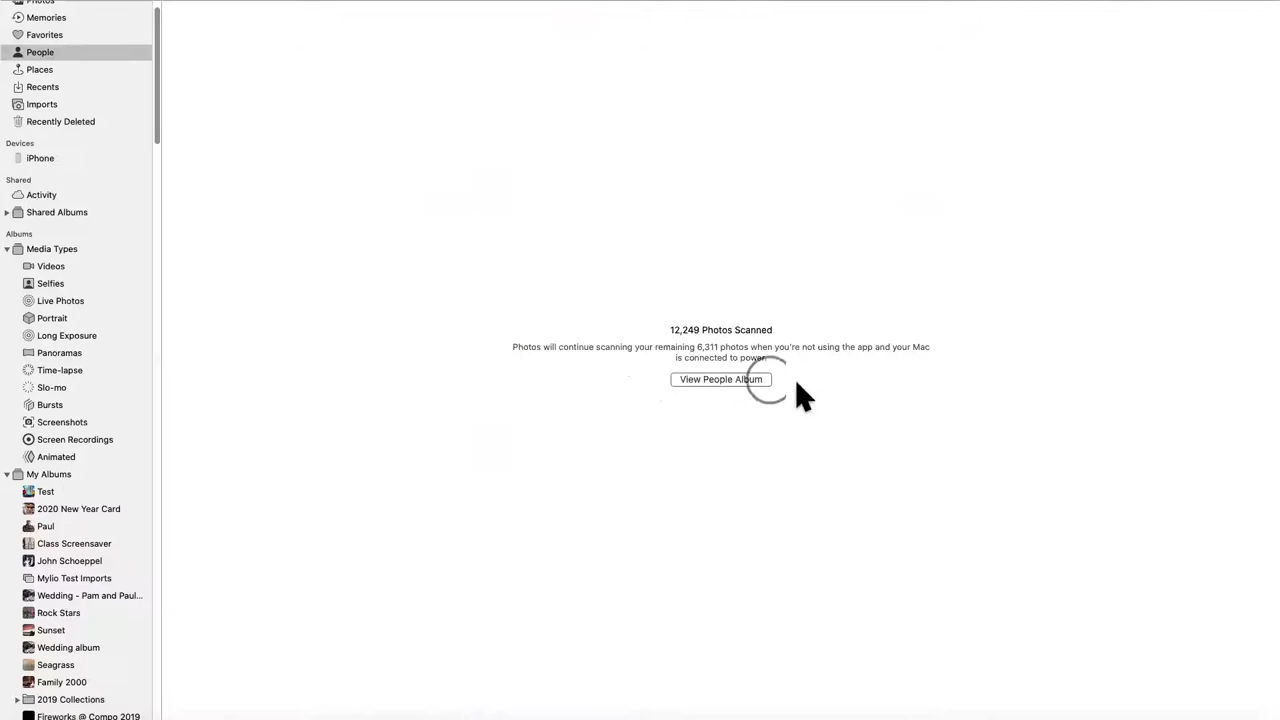 Photos
Memories
Favorites
People
Places
Recents
Imports
Recently Deleted
Devices
iPhone
Shared
Activity
Shared Albums
Albums
Media Types
Videos
Selfies
Live Photos
Portrait
Long Exposure
Panoramas
Time-lapse
Slo-mo
Bursts
Screenshots
Screen Recordings
Animated
My Albums
Test
2020 New Year Card
Paul
Class Screensaver
John Schoeppel
Mylio Test Imports
Wedding - Pam and Paul...
Rock Stars
Sunset
Wedding album
Seagrass
Family 2000
2019 Collections
Fireworks @ Compo 2019
12,249 Photos Scanned
Photos will continue scanning your remaining 6,311 photos when you're not using the app and your Mac
is connected to power.
View People Album